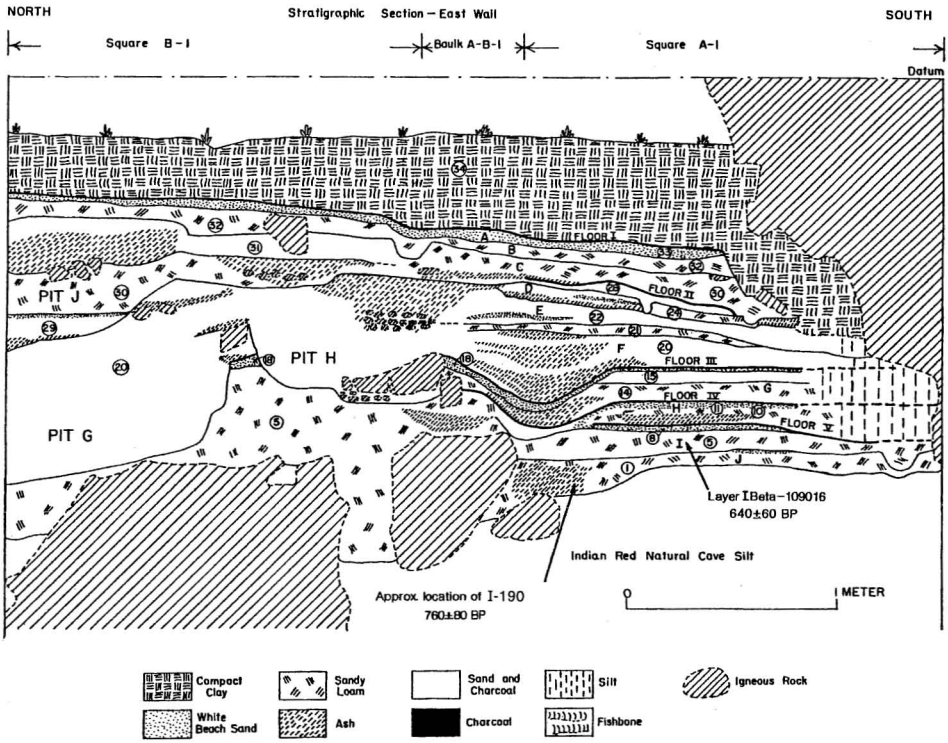 NORTH
Stratigraphic Section – East Wall
SOUTH
Square B-1
Baulk A-B-1
Square A-1
Datum
34
FLOOR I
A
33
B
32
32
31
C
FLOOR II
30
28
D
24
PIT J
30
E
22
21
29
F
20
18
PIT H
18
FLOOR III
15
20
14
G
FLOOR IV
H
11
10
FLOOR V
PIT G
5
8
5
I
J
1
Layer I Beta-109016
640±60 BP
Indian Red Natural Cave Silt
Approx. location of I-190
760±80 BP
0
1 METER
Compact Clay
Sandy Loam
Sand and Charcoal
Silt
Igneous Rock
White Beach Sand
Ash
Charcoal
Fishbone